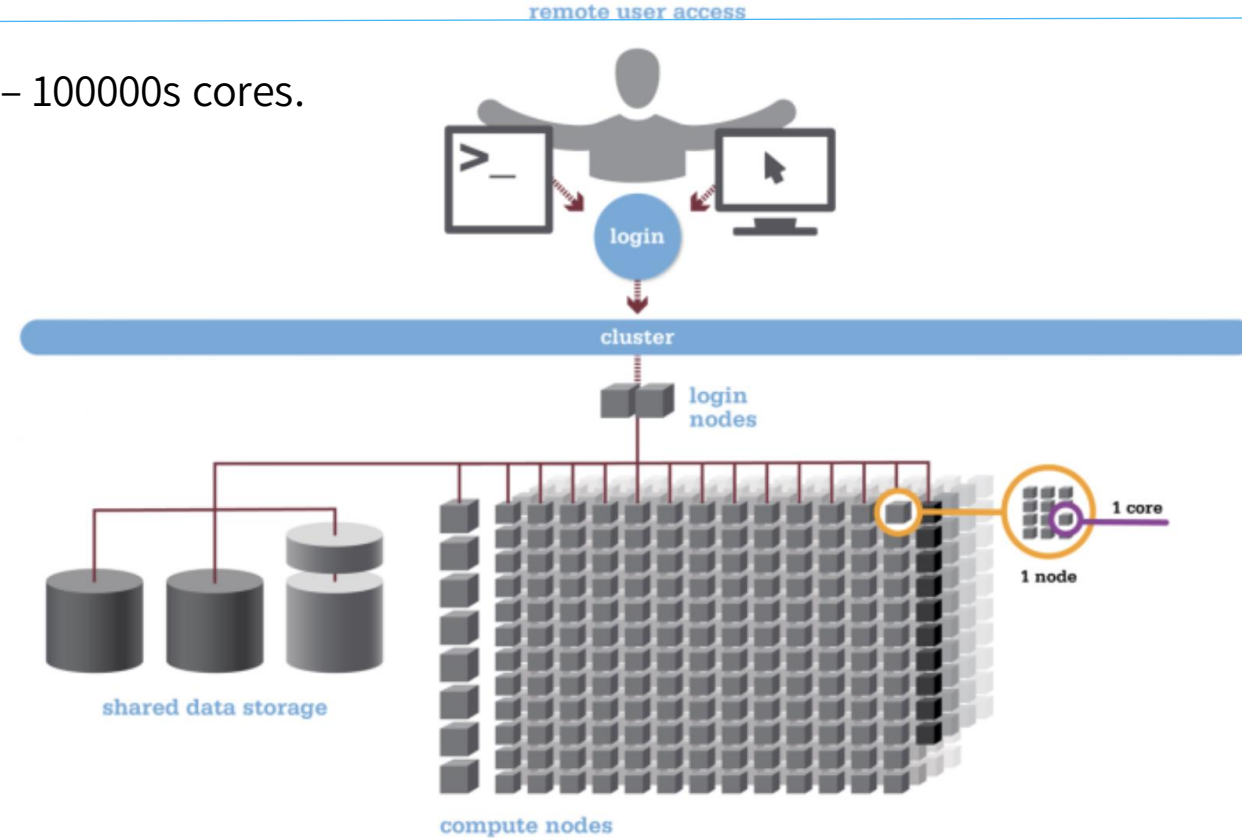 remote user access
– 100000s cores.
>_
login
cluster
login
nodes
1 core
1 node
shared data storage
compute nodes